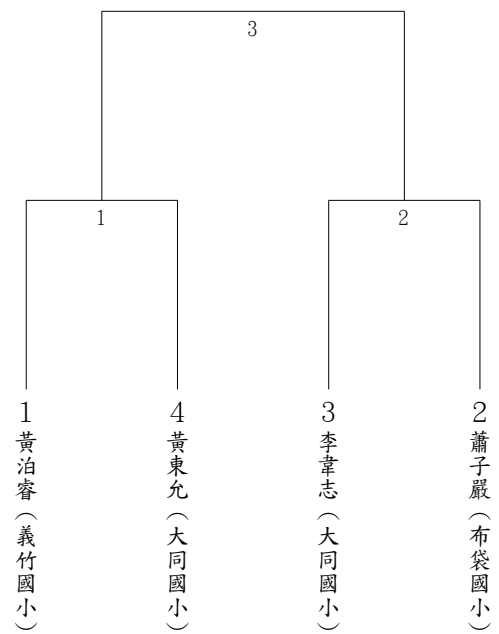 3
1
2
1 黃泊睿(義竹國小)
4 黃東允(大同國小)
3 李韋志(大同國小)
2 蕭子嚴(布袋國小)